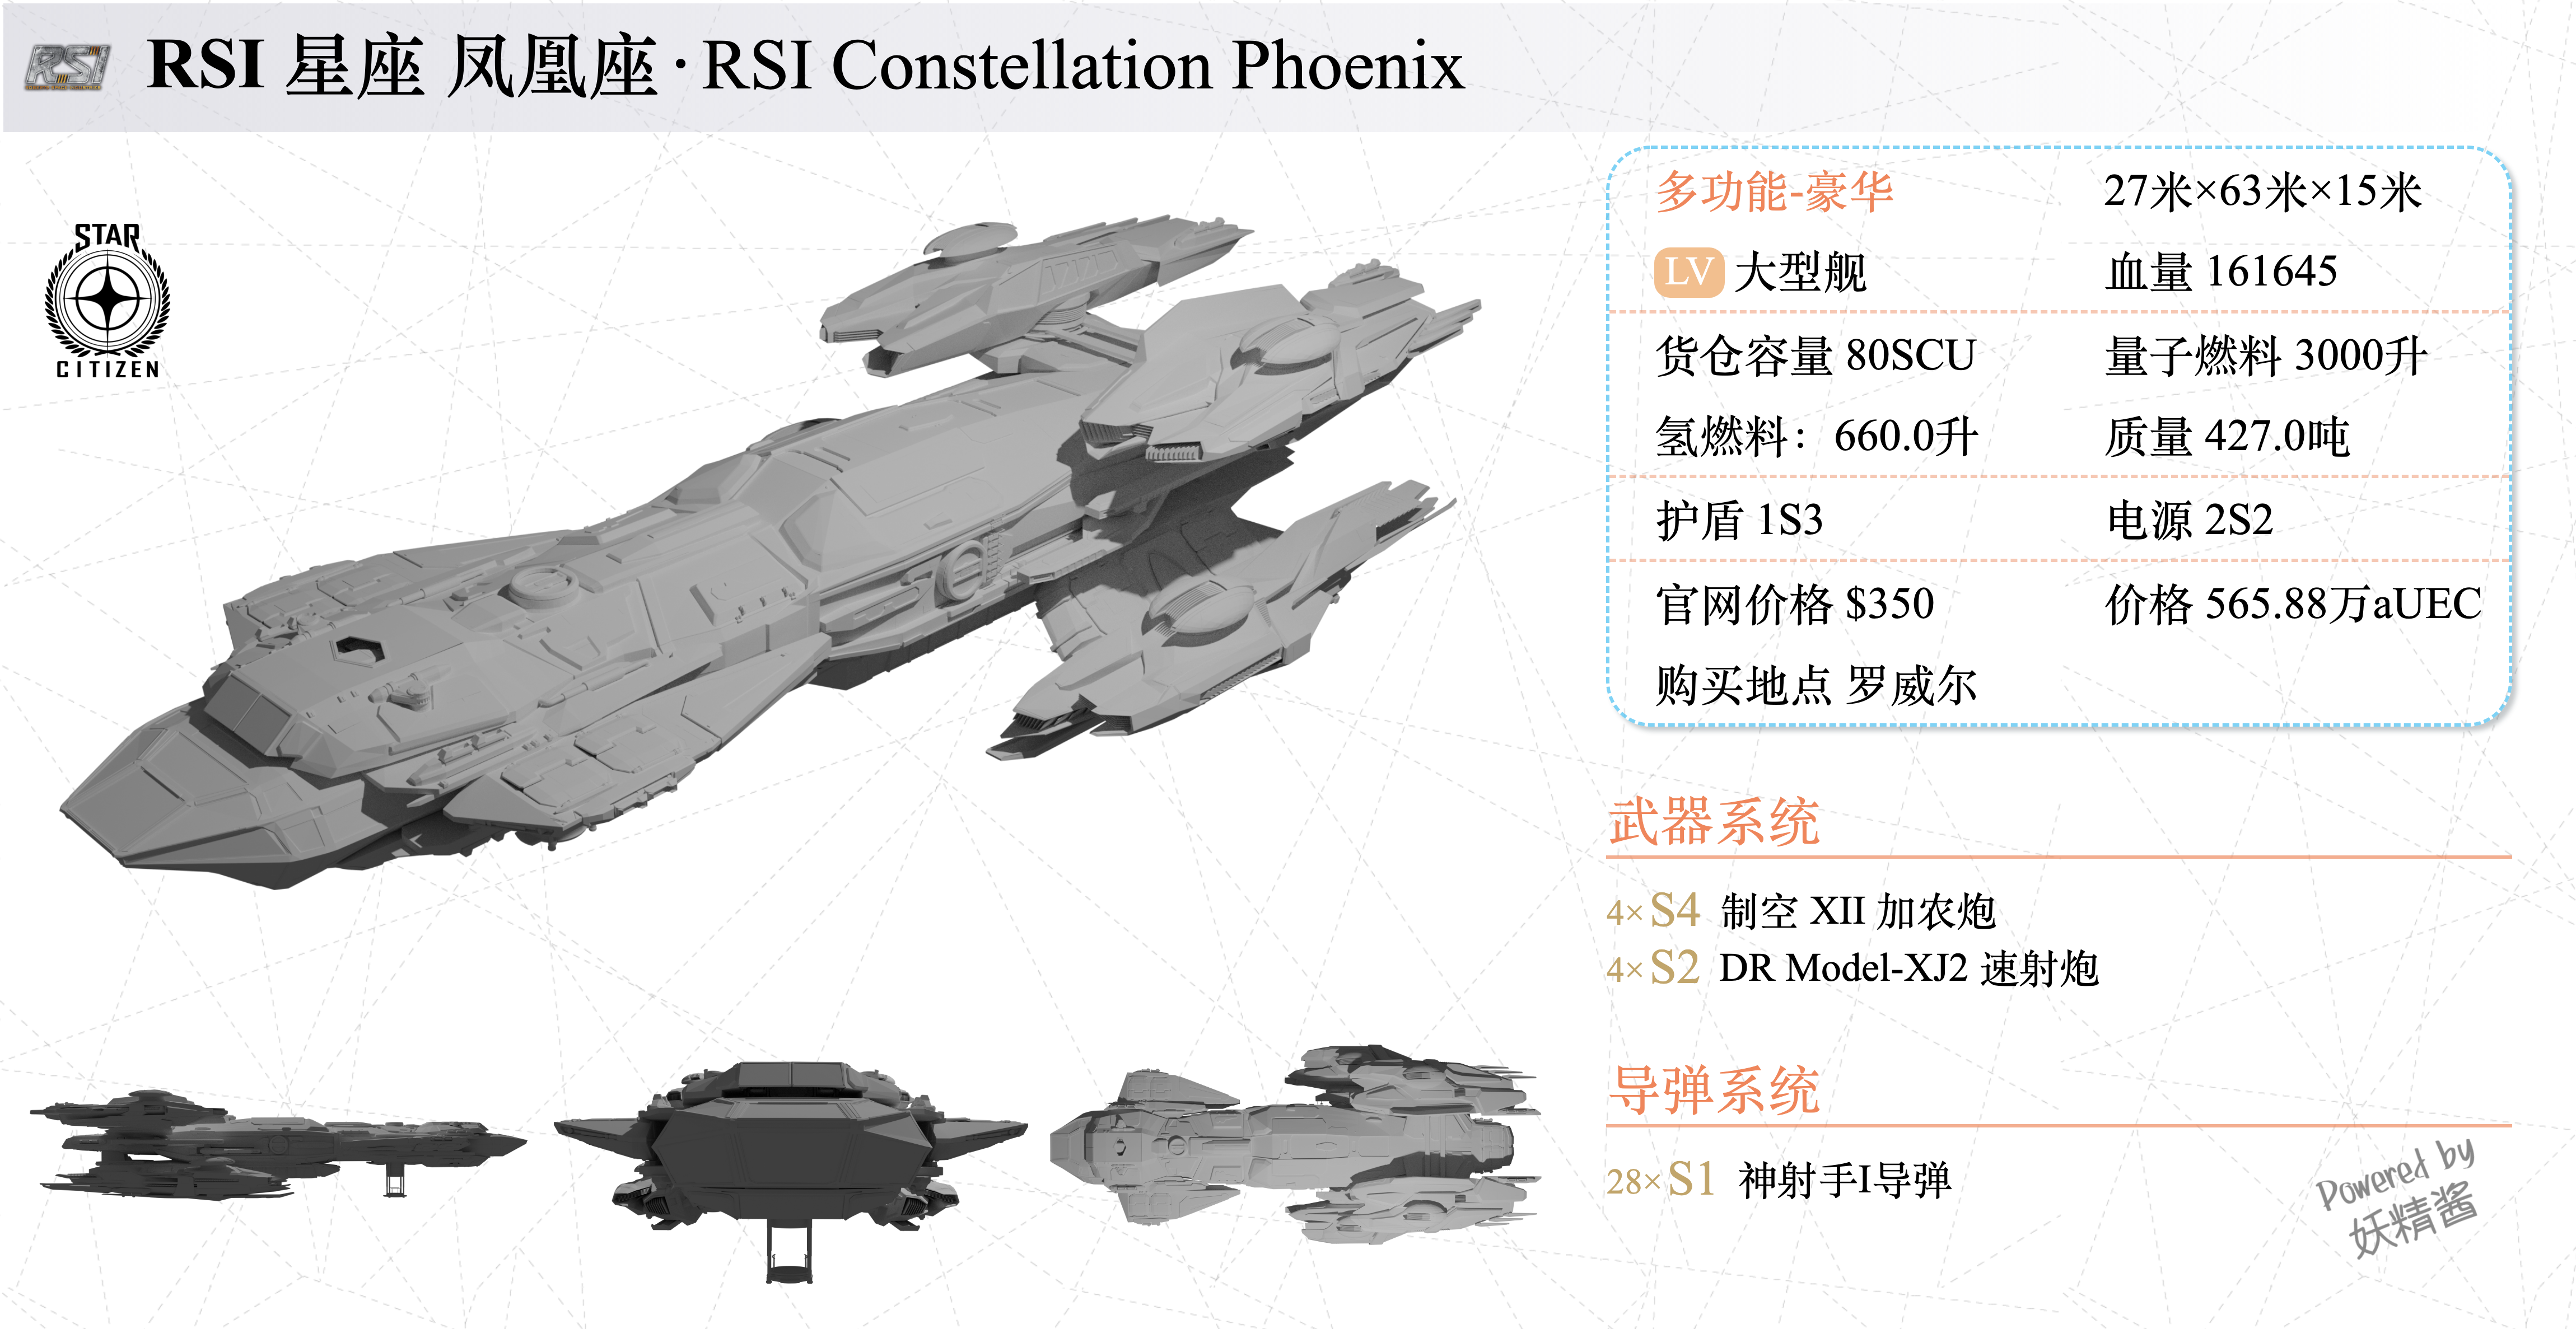 RSI
RSI 星座 凤凰座·RSI Constellation Phoenix
STAR
CITIZEN
多功能-豪华
27米×63米×15米
LV 大型舰
血量 161645
货仓容量 80SCU
量子燃料 3000升
氢燃料：660.0升
质量 427.0吨
护盾 1S3
电源 2S2
官网价格 $350
价格 565.88万aUEC
购买地点 罗威尔
武器系统
4× S4 制空 XII 加农炮
4× S2 DR Model-XJ2 速射炮
导弹系统
28× S1 神射手I导弹
Powered by
妖精酱